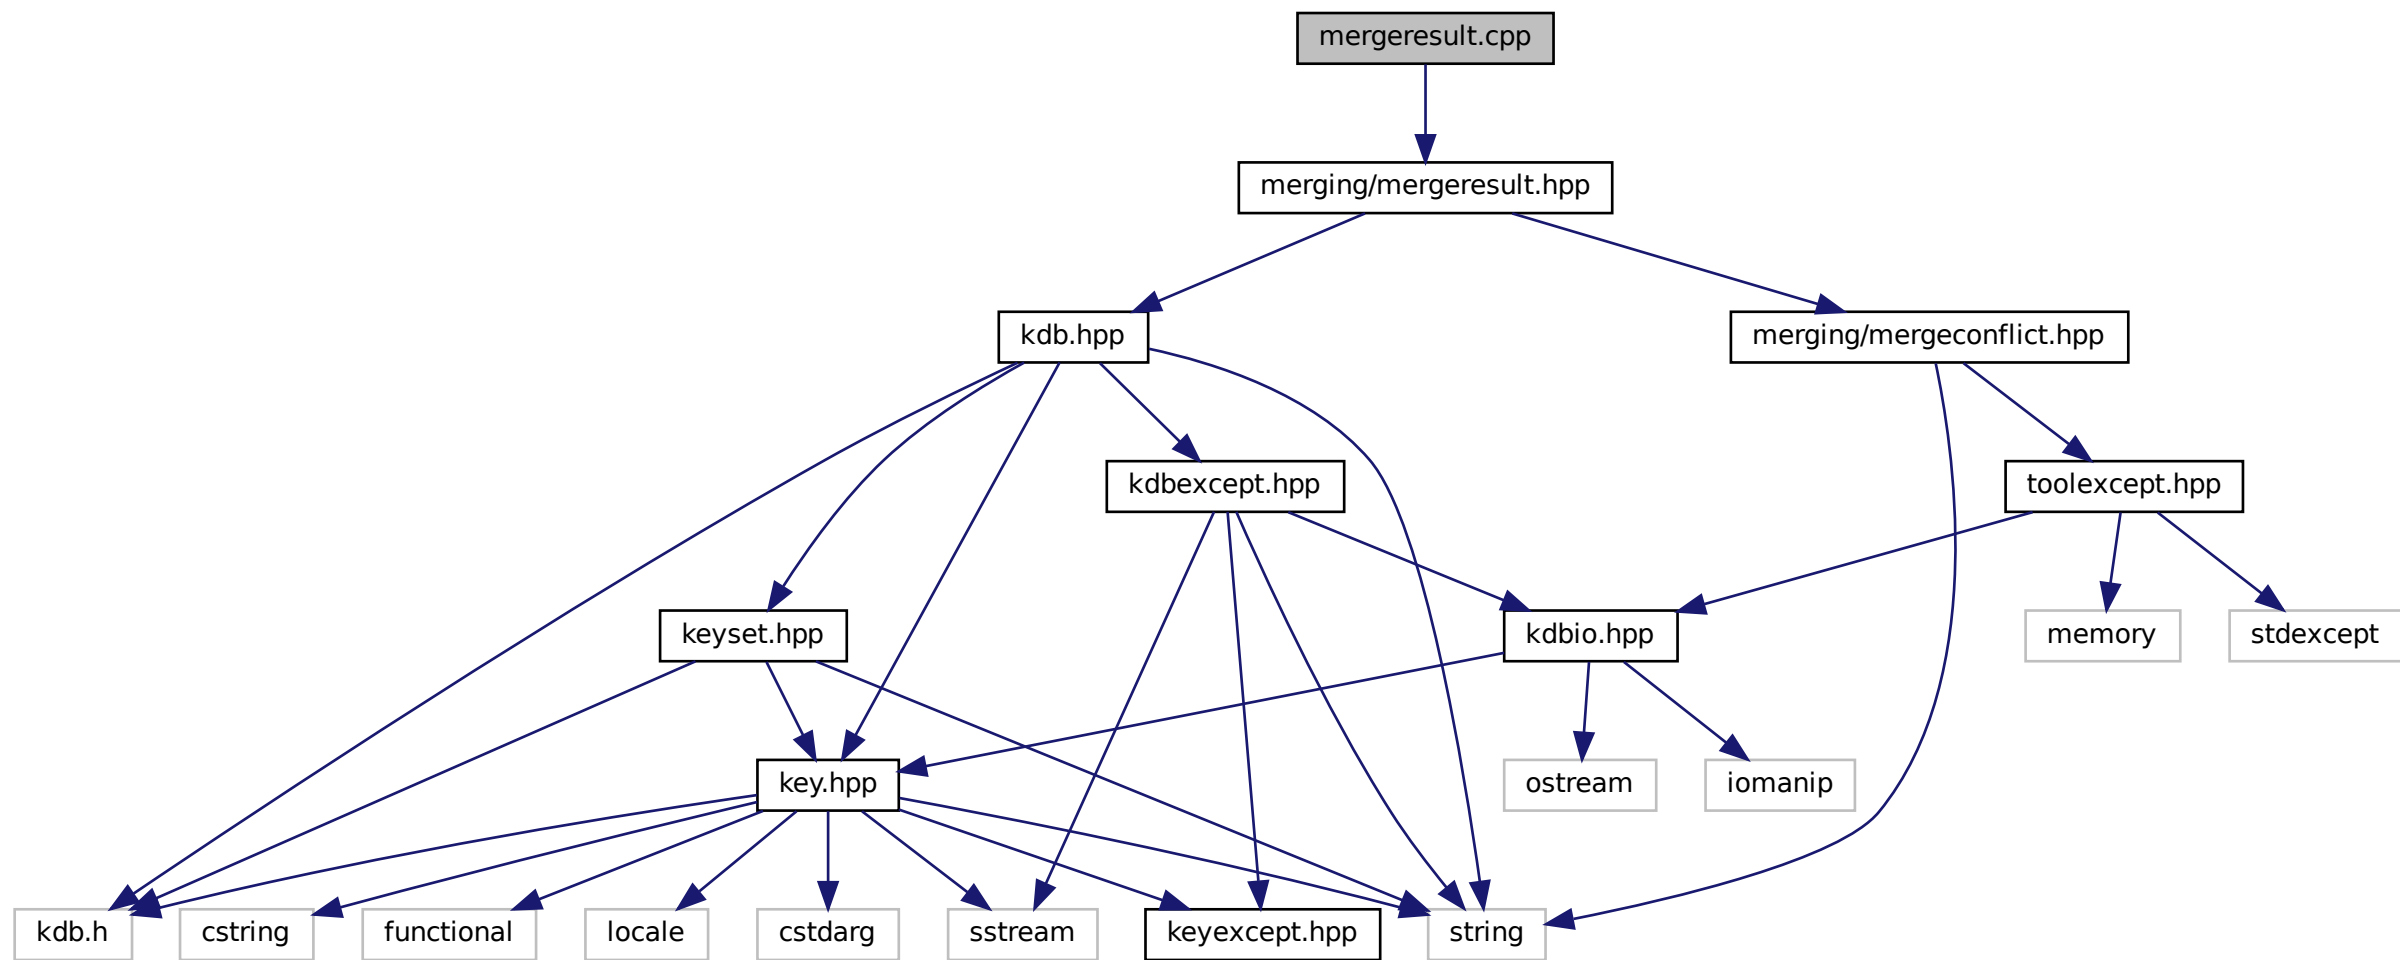 mergeresult.cpp
merging/mergeresult.hpp
kdb.hpp
merging/mergeconflict.hpp
kdbexcept.hpp
toolexcept.hpp
keyset.hpp
kdbio.hpp
memory
stdexcept
key.hpp
ostream
iomanip
kdb.h
cstring
functional
locale
cstdarg
sstream
keyexcept.hpp
string